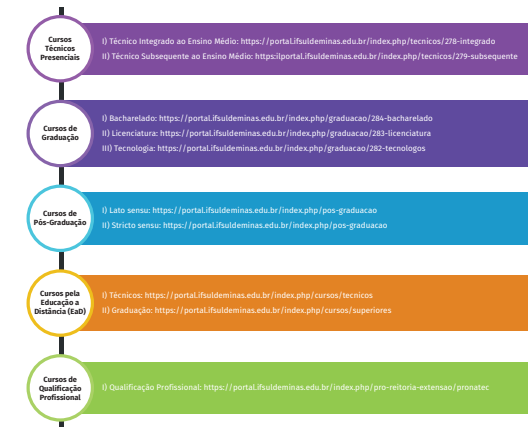 Cursos
Técnicos
Presenciais
I) Técnico Integrado ao Ensino Médio: https://portal.ifsuldeminas.edu.br/index.php/tecnicos/278-integrado
II) Técnico Subsequente ao Ensino Médio: https:ilportal.ifsuldeminas.edu.br/index.php/tecnicos/279-subsequente
Cursos de
Graduação
I) Bacharelado: https://portal.ifsuldeminas.edu.br/index.php/graduacao/284-bacharelado
II) Licenciatura: https://portal.ifsuldeminas.edu.br/index.php/graduacao/283-licenciatura
III) Tecnologia: https://portal.ifsuldeminas.edu.br/index.php/graduacao/282-tecnologos
Cursos de
Pós-Graduação
I) Lato sensu: https://portal.ifsuldeminas.edu.br/index.php/pos-graduacao
II) Stricto sensu: https://portal.ifsuldeminas.edu.br/index.php/pos-graduacao
Cursos pela
Educação a
Distância (EaD)
I) Técnicos: https://portal.ifsuldeminas.edu.br/index.php/cursos/tecnicos
II) Graduação: https://portal.ifsuldeminas.edu.br/index.php/cursos/superiores
Cursos de
Qualificação
Profissional
I) Qualificação Profissional: https://portal.ifsuldeminas.edu.br/index.php/pro-reitoria-extensao/pronatec